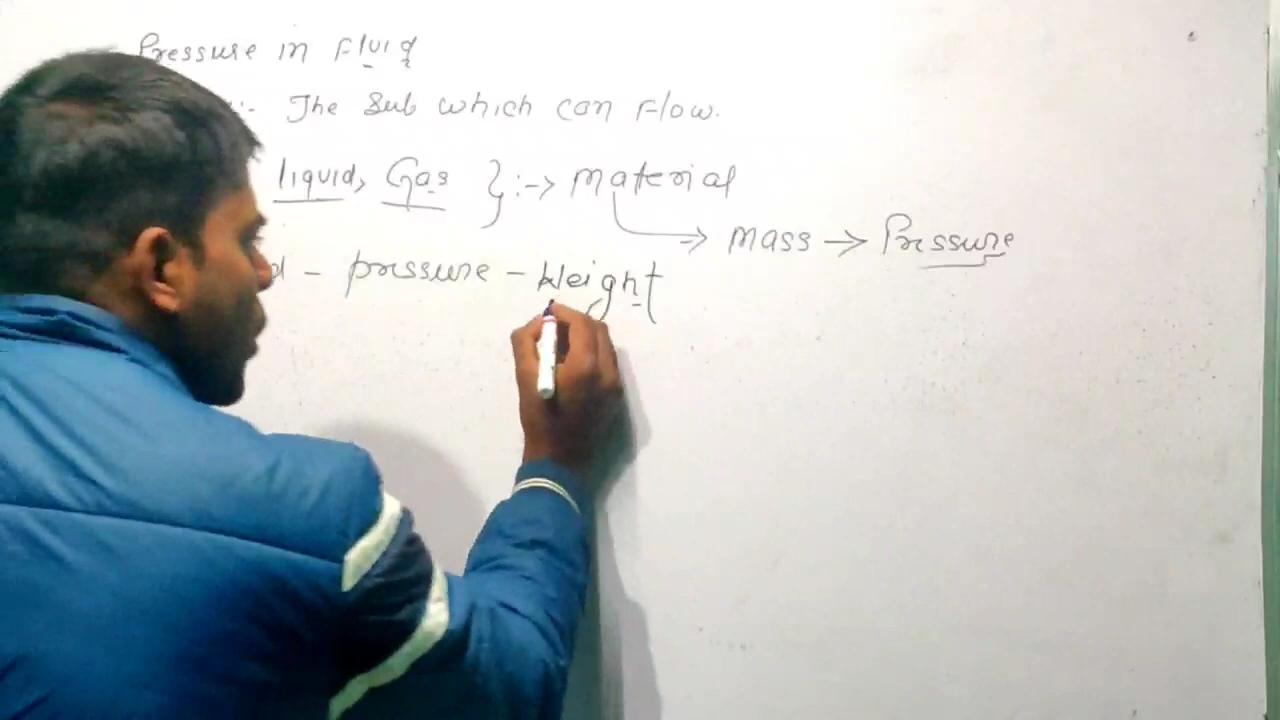 Pressure in Fluid
:- The Sub which can Flow.
liquid, Gas } :-> Material
-> Mass -> Pressure
d - pressure - Weight